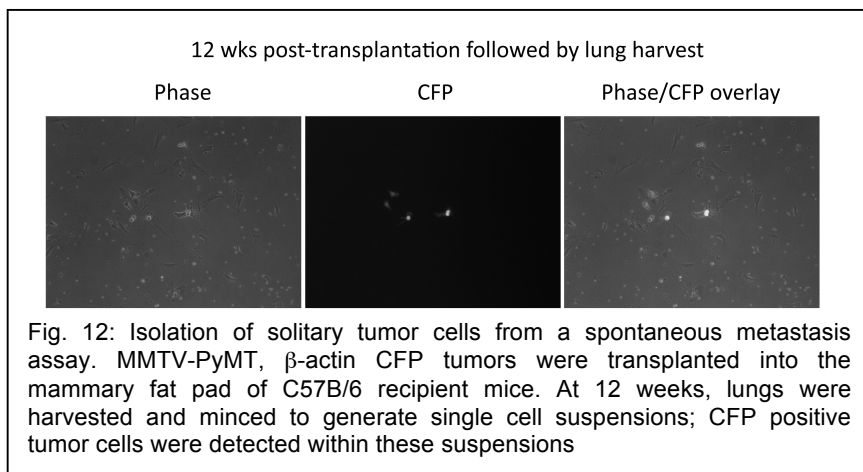 12 wks post-transplantation followed by lung harvest
Phase CFP Phase/CFP overlay
Fig. 12: Isolation of solitary tumor cells from a spontaneous metastasis
assay. MMTV-PyMT, β-actin CFP tumors were transplanted into the
mammary fat pad of C57B/6 recipient mice. At 12 weeks, lungs were
harvested and minced to generate single cell suspensions; CFP positive
tumor cells were detected within these suspensions